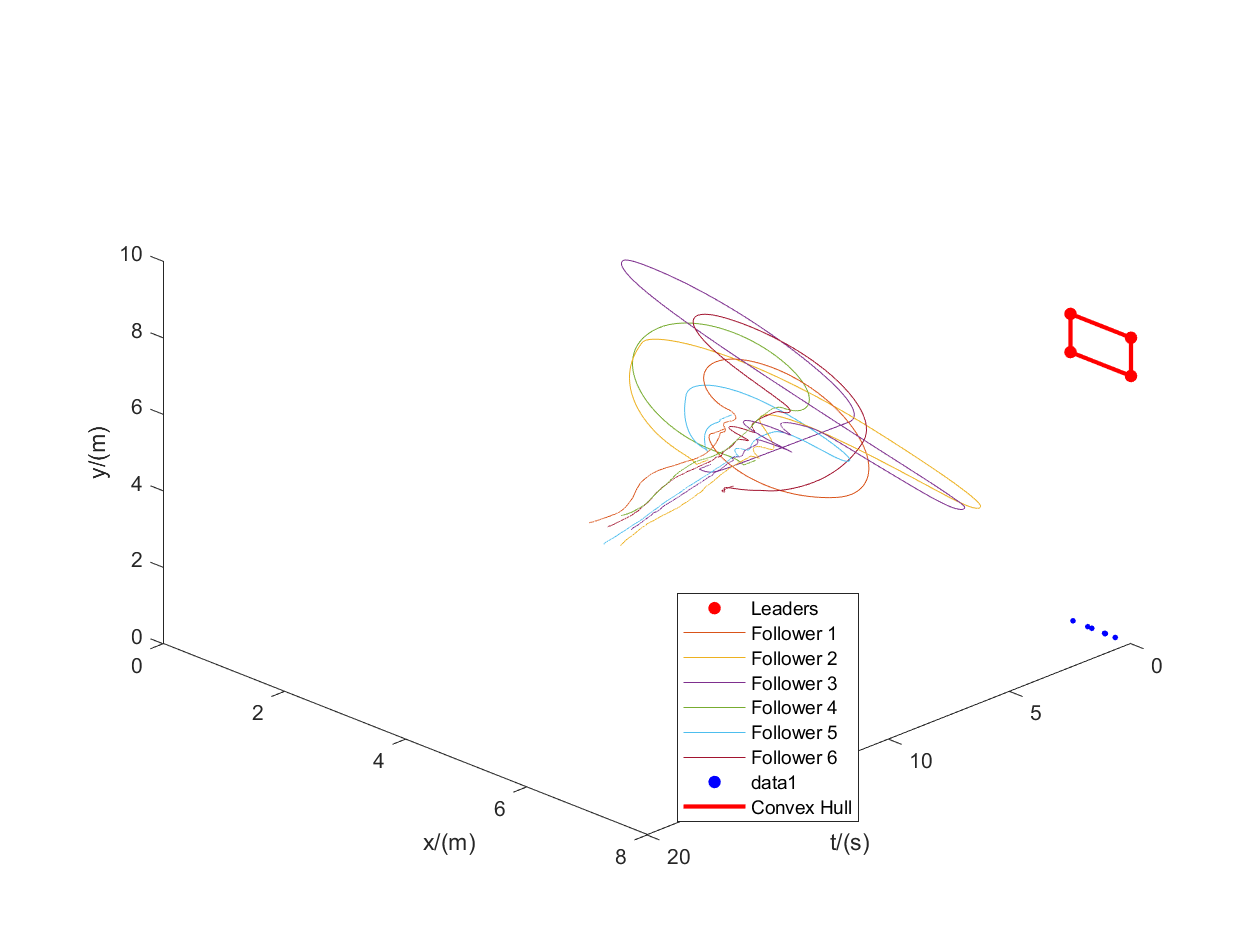 10
8
6
4
2
0
y/(m)
0
2
4
6
8
x/(m)
20
10
5
0
t/(s)
Leaders
Follower 1
Follower 2
Follower 3
Follower 4
Follower 5
Follower 6
data1
Convex Hull